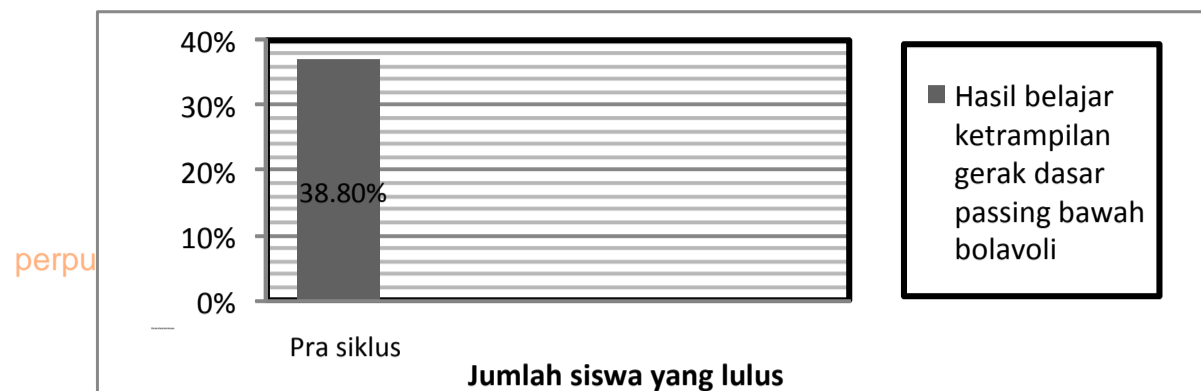 40%
30%
20%
10%
0%
38.80%
Pra siklus
Jumlah siswa yang lulus
Hasil belajar
ketrampilan
gerak dasar
passing bawah
bolavoli
perpu